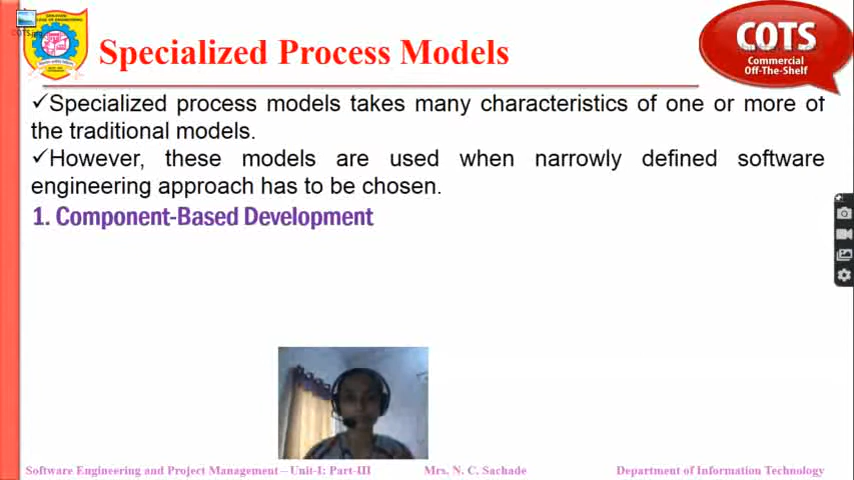 COTS.jpg
Specialized Process Models
COTS
Commercial
Off-The-Shelf
✓Specialized process models takes many characteristics of one or more of
the traditional models.
✓However, these models are used when narrowly defined software
engineering approach has to be chosen.
1. Component-Based Development
Software Engineering and Project Management – Unit-I: Part-III
Mrs. N. C. Sachade
Department of Information Technology